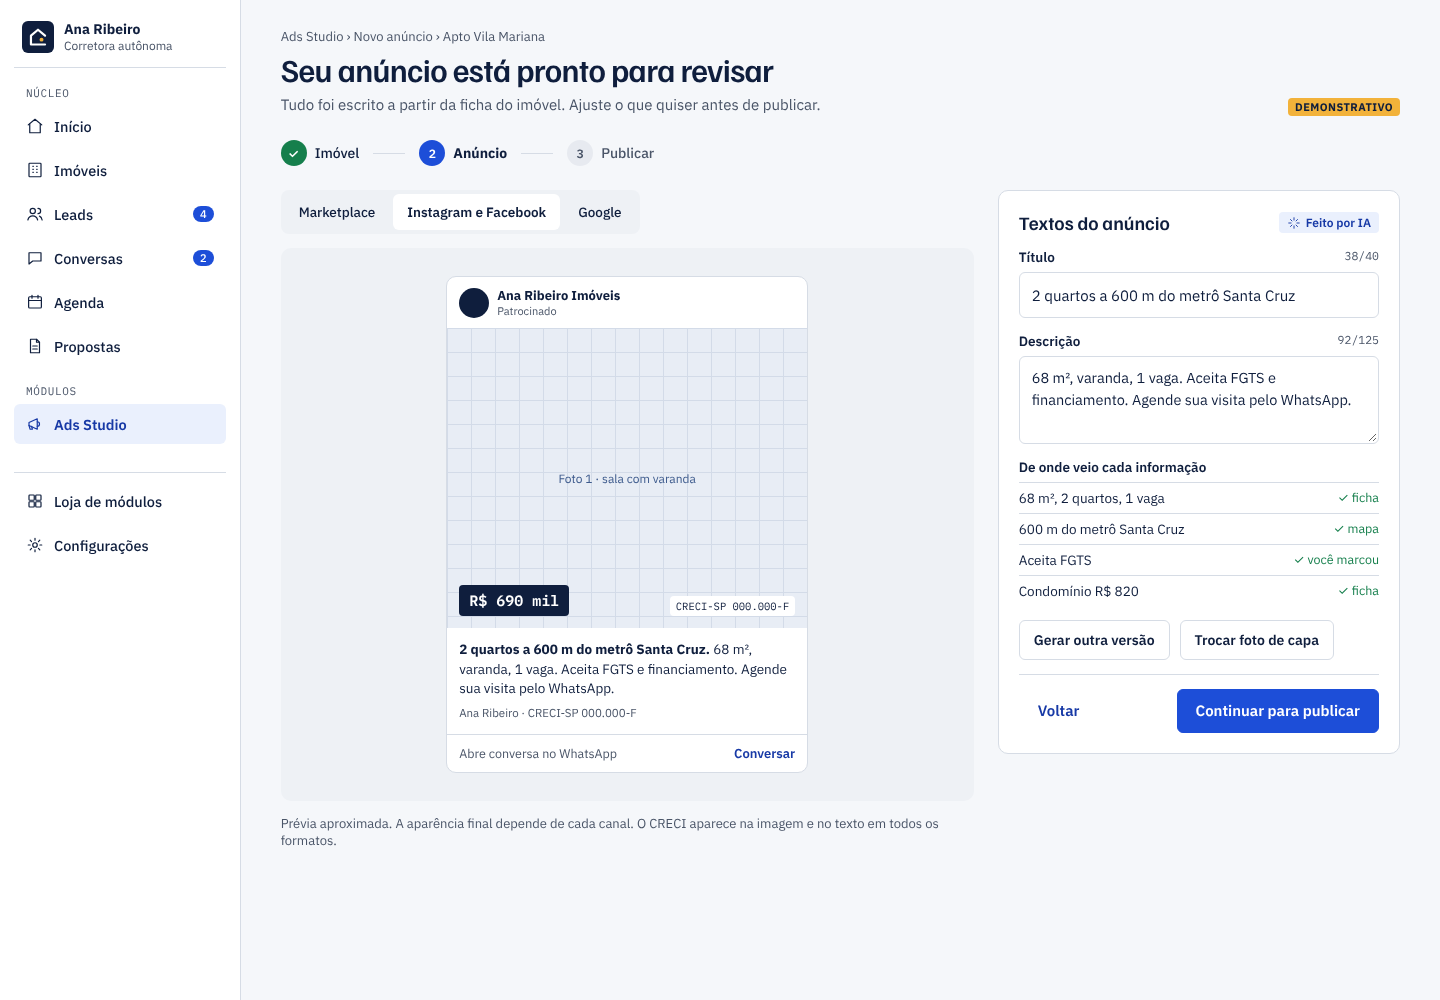 Ana Ribeiro
Corretora autônoma
NÚCLEO
Início
Imóveis
Leads 4
Conversas 2
Agenda
Propostas
MÓDULOS
Ads Studio
Loja de módulos
Configurações
Ads Studio › Novo anúncio › Apto Vila Mariana
Seu anúncio está pronto para revisar
Tudo foi escrito a partir da ficha do imóvel. Ajuste o que quiser antes de publicar.
DEMONSTRATIVO
Imóvel 2 Anúncio 3 Publicar
Marketplace Instagram e Facebook Google
Ana Ribeiro Imóveis
Patrocinado
Foto 1 · sala com varanda
R$ 690 mil
CRECI-SP 000.000-F
2 quartos a 600 m do metrô Santa Cruz. 68 m²,
varanda, 1 vaga. Aceita FGTS e financiamento. Agende
sua visita pelo WhatsApp.
Ana Ribeiro · CRECI-SP 000.000-F
Abre conversa no WhatsApp Conversar
Prévia aproximada. A aparência final depende de cada canal. O CRECI aparece na imagem e no texto em todos os
formatos.
Textos do anúncio Feito por IA
Título 38/40
2 quartos a 600 m do metrô Santa Cruz
Descrição 92/125
68 m², varanda, 1 vaga. Aceita FGTS e
financiamento. Agende sua visita pelo WhatsApp.
De onde veio cada informação
68 m², 2 quartos, 1 vaga ✓ ficha
600 m do metrô Santa Cruz ✓ mapa
Aceita FGTS ✓ você marcou
Condomínio R$ 820 ✓ ficha
Gerar outra versão Trocar foto de capa
Voltar Continuar para publicar